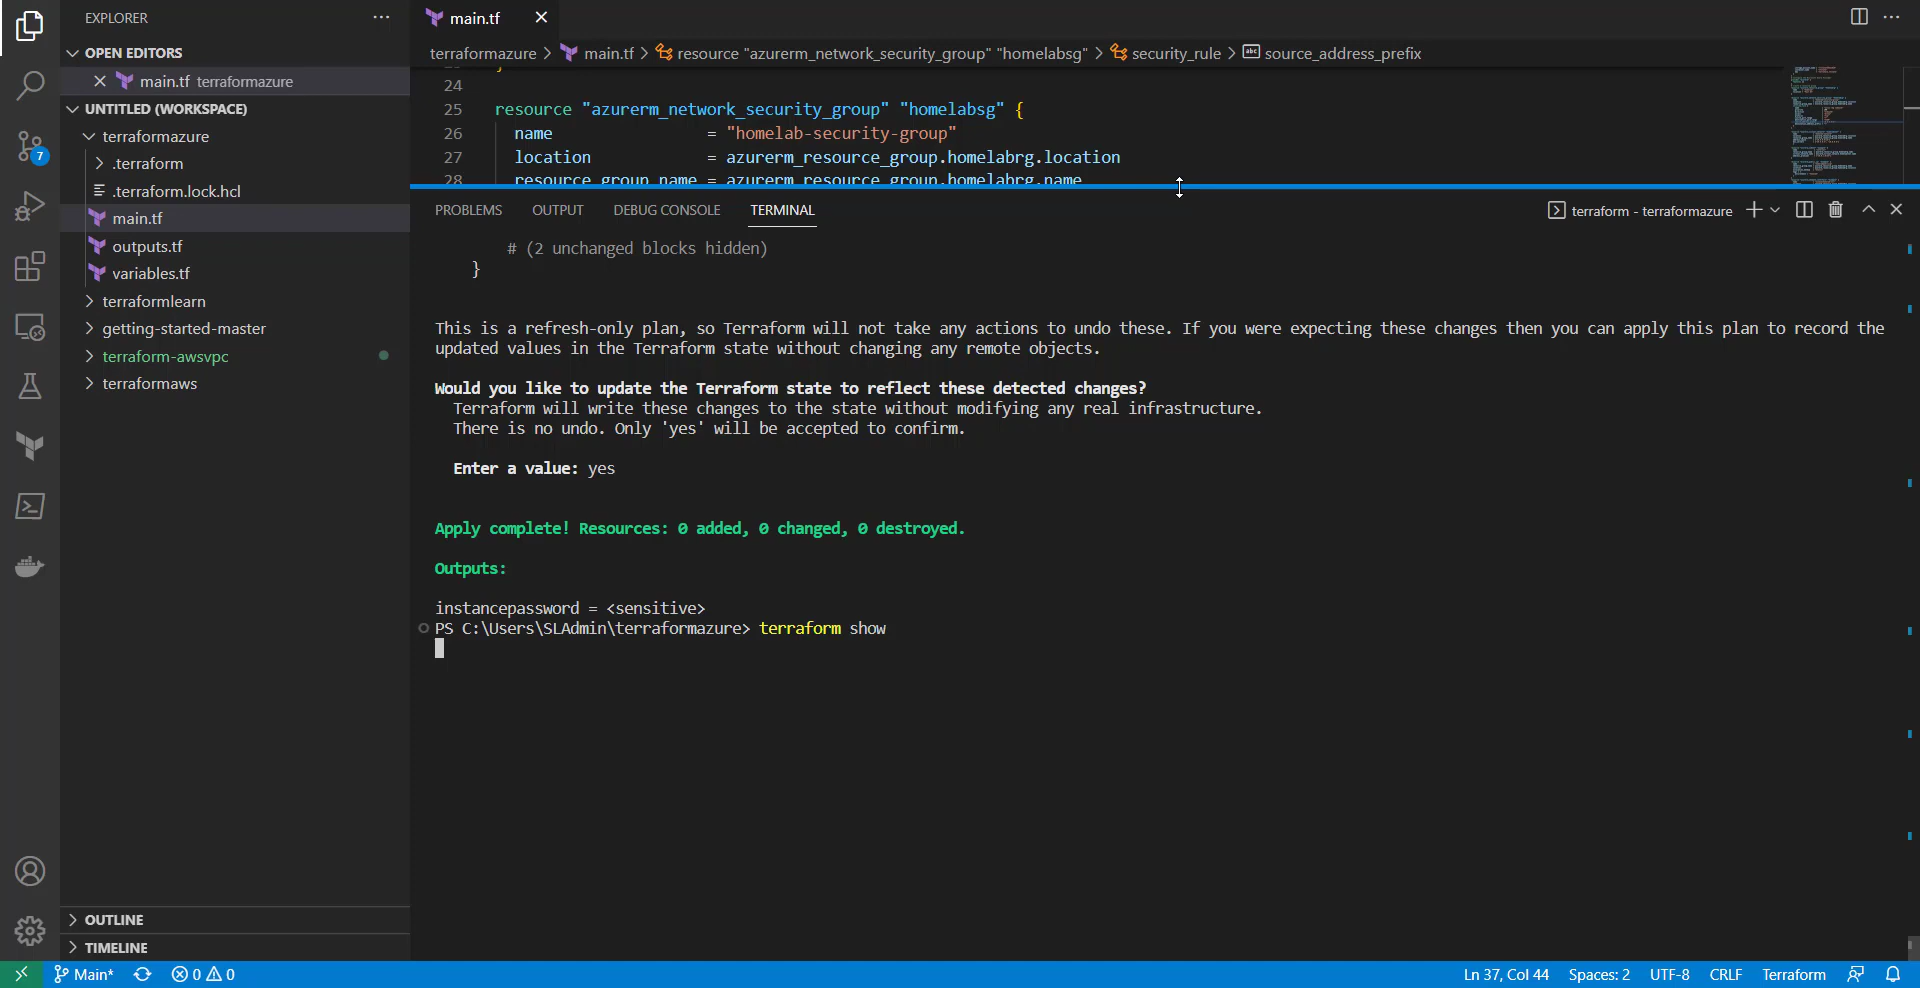 EXPLORER
OPEN EDITORS
main.tf terraformazure
UNTITLED (WORKSPACE)
terraformazure
.terraform
.terraform.lock.hcl
main.tf
outputs.tf
variables.tf
terraformlearn
getting-started-master
terraform-awsvpc
terraformaws
OUTLINE
TIMELINE
7
main.tf
terraformazure > main.tf > resource "azurerm_network_security_group" "homelabsg" > security_rule > source_address_prefix
24
25 resource "azurerm_network_security_group" "homelabsg" {
26 name = "homelab-security-group"
27 location = azurerm_resource_group.homelabrg.location
28 resource_group_name = azurerm_resource_group.homelabrg.name
PROBLEMS OUTPUT DEBUG CONSOLE TERMINAL
terraform - terraformazure
# (2 unchanged blocks hidden)
}
This is a refresh-only plan, so Terraform will not take any actions to undo these. If you were expecting these changes then you can apply this plan to record the
updated values in the Terraform state without changing any remote objects.
Would you like to update the Terraform state to reflect these detected changes?
Terraform will write these changes to the state without modifying any real infrastructure.
There is no undo. Only 'yes' will be accepted to confirm.
Enter a value: yes
Apply complete! Resources: 0 added, 0 changed, 0 destroyed.
Outputs:
instancepassword = <sensitive>
PS C:\Users\SLAdmin\terraformazure> terraform show
Main* 0 0 Ln 37, Col 44 Spaces: 2 UTF-8 CRLF Terraform